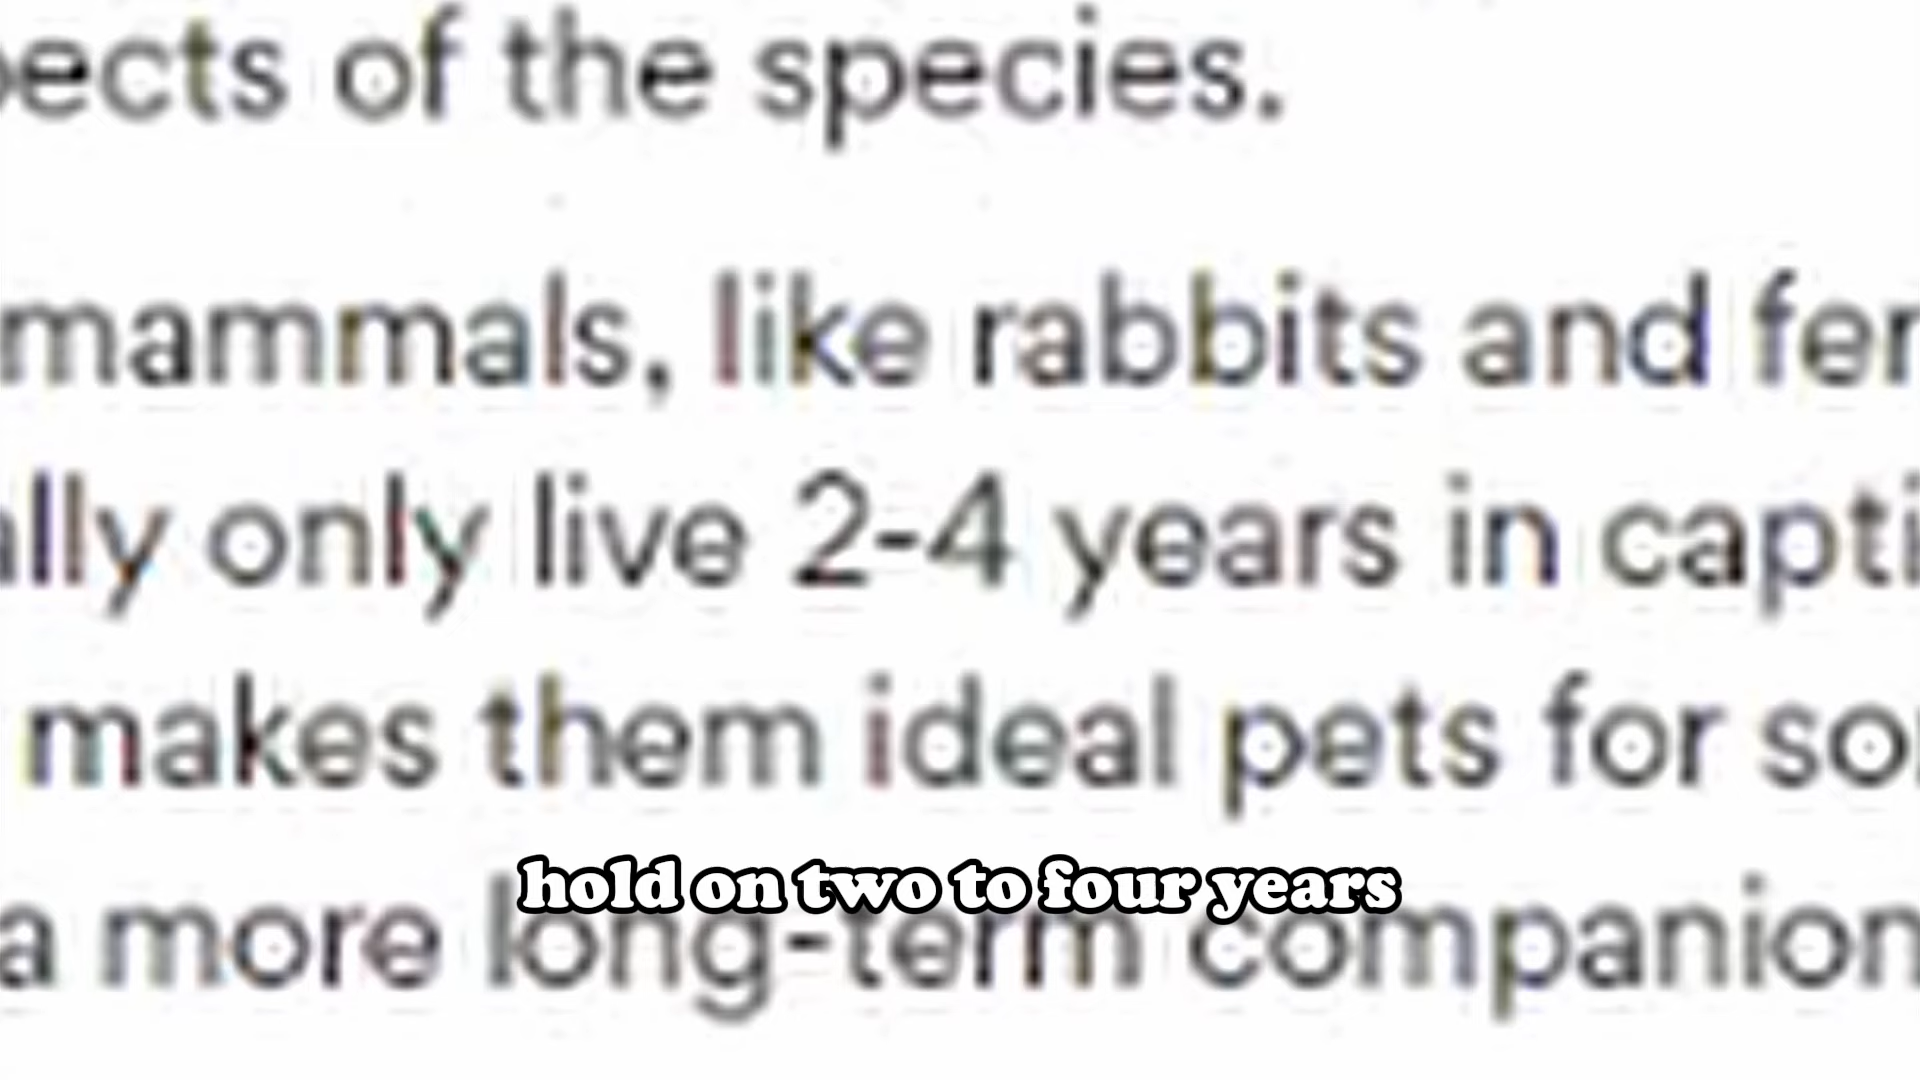 ects of the species.
mammals, like rabbits and fer
ally only live 2-4 years in capti
makes them ideal pets for so
hold on two to four years
a more long-term companion